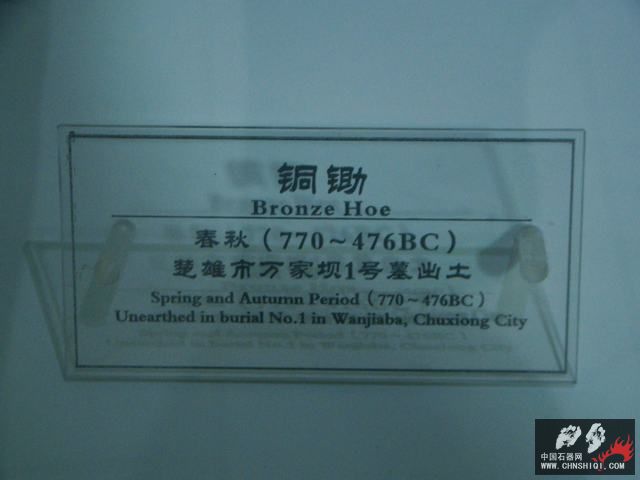 铜锄
Bronze Hoe
春秋（770～476BC）
楚雄市万家坝1号墓出土
Spring and Autumn Period（770～476BC）
Unearthed in burial No.1 in Wanjiaba, Chuxiong City
中国石器网
WWW.CHNSHIQI.COM